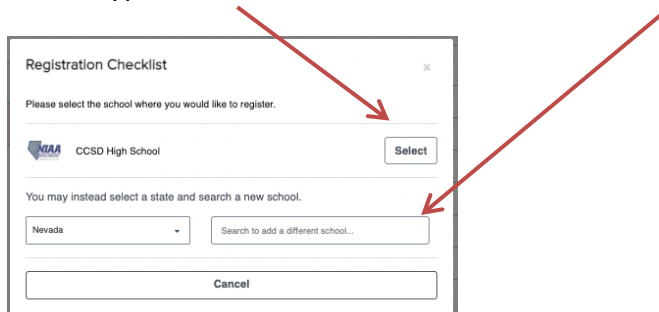 Registration Checklist
×
Please select the school where you would like to register.
NIAA
CCSD High School
Select
You may instead select a state and search a new school.
Nevada
Search to add a different school...
Cancel